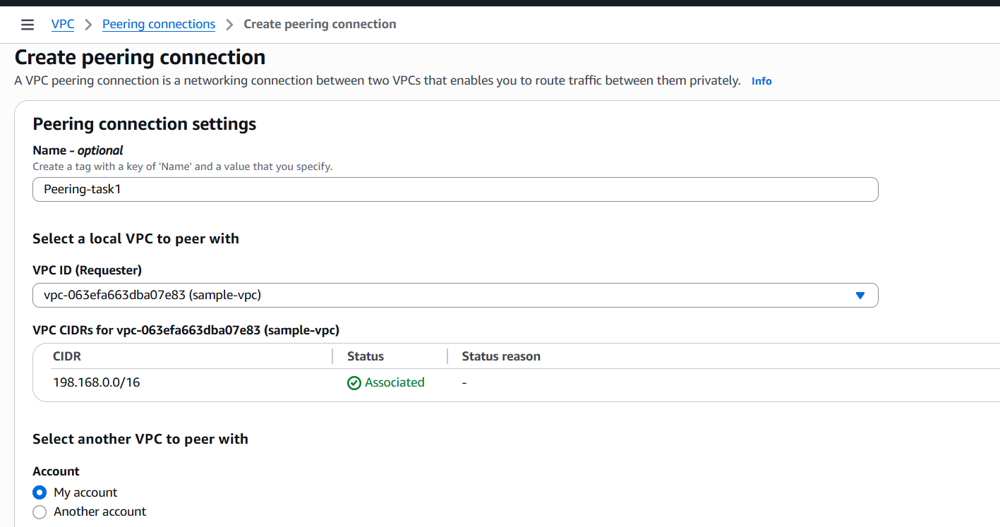 VPC > Peering connections > Create peering connection
Create peering connection
A VPC peering connection is a networking connection between two VPCs that enables you to route traffic between them privately. Info
Peering connection settings
Name - optional
Create a tag with a key of 'Name' and a value that you specify.
Peering-task1
Select a local VPC to peer with
VPC ID (Requester)
vpc-063efa663dba07e83 (sample-vpc)
VPC CIDRs for vpc-063efa663dba07e83 (sample-vpc)
CIDR Status Status reason
198.168.0.0/16 Associated -
Select another VPC to peer with
Account
My account
Another account